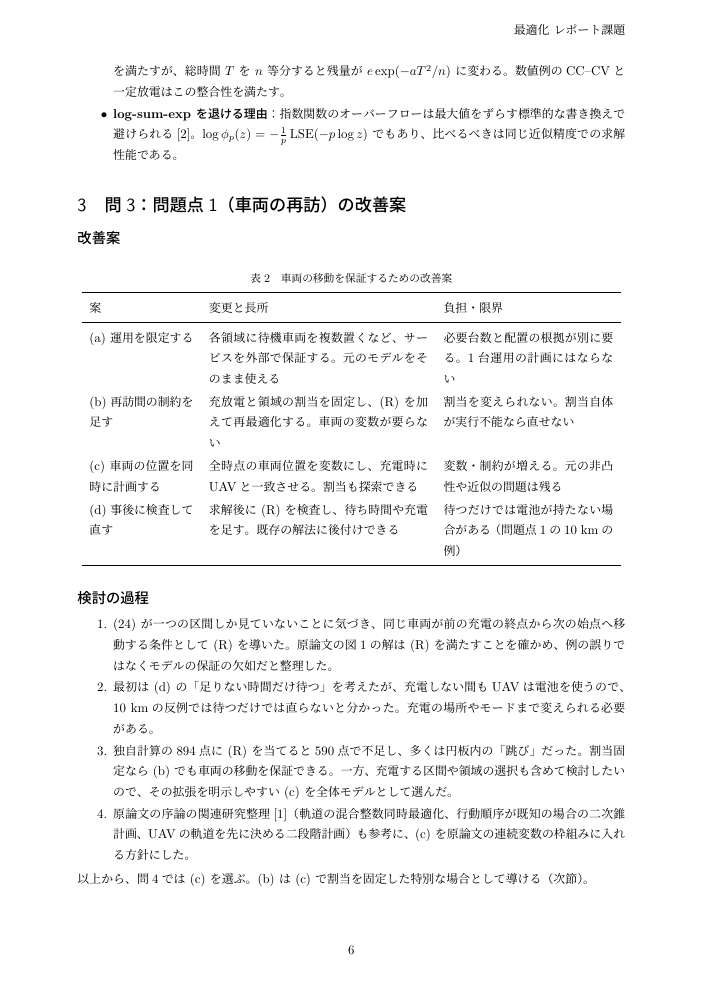 最適化 レポート課題
を満たすが、総時間 T を n 等分すると残量が e exp(−aT²/n) に変わる。数値例の CC–CV と
一定放電はこの整合性を満たす。
• log-sum-exp を退ける理由：指数関数のオーバーフローは最大値をずらす標準的な書き換えで
避けられる [2]。log ϕₚ(z) = −1/p LSE(−p log z) でもあり、比べるべきは同じ近似精度での求解
性能である。
3 問 3：問題点 1（車両の再訪）の改善案
改善案
表 2 車両の移動を保証するための改善案
案 変更と長所 負担・限界
(a) 運用を限定する 各領域に待機車両を複数置くなど、サー 必要台数と配置の根拠が別に要
ビスを外部で保証する。元のモデルをそ る。1 台運用の計画にはならな
のまま使える い
(b) 再訪間の制約を 充放電と領域の割当を固定し、(R) を加 割当を変えられない。割当自体
足す えて再最適化する。車両の変数が要らな が実行不能なら直せない
い
(c) 車両の位置を同 全時点の車両位置を変数にし、充電時に 変数・制約が増える。元の非凸
時に計画する UAV と一致させる。割当も探索できる 性や近似の問題は残る
(d) 事後に検査して 求解後に (R) を検査し、待ち時間や充電 待つだけでは電池が持たない場
直す を足す。既存の解法に後付けできる 合がある（問題点 1 の 10 km の
例）
検討の過程
1. (24) が一つの区間しか見ていないことに気づき、同じ車両が前の充電の終点から次の始点へ移
動する条件として (R) を導いた。原論文の図 1 の解は (R) を満たすことを確かめ、例の誤りで
はなくモデルの保証の欠如だと整理した。
2. 最初は (d) の「足りない時間だけ待つ」を考えたが、充電しない間も UAV は電池を使うので、
10 km の反例では待つだけでは直らないと分かった。充電の場所やモードまで変えられる必要
がある。
3. 独自計算の 894 点に (R) を当てると 590 点で不足し、多くは円板内の「跳び」だった。割当固
定なら (b) でも車両の移動を保証できる。一方、充電する区間や領域の選択も含めて検討したい
ので、その拡張を明示しやすい (c) を全体モデルとして選んだ。
4. 原論文の序論の関連研究整理 [1]（軌道の混合整数同時最適化、行動順序が既知の場合の二次錐
計画、UAV の軌道を先に決める二段階計画）も参考に、(c) を原論文の連続変数の枠組みに入れ
る方針にした。
以上から、問 4 では (c) を選ぶ。(b) は (c) で割当を固定した特別な場合として導ける（次節）。
6